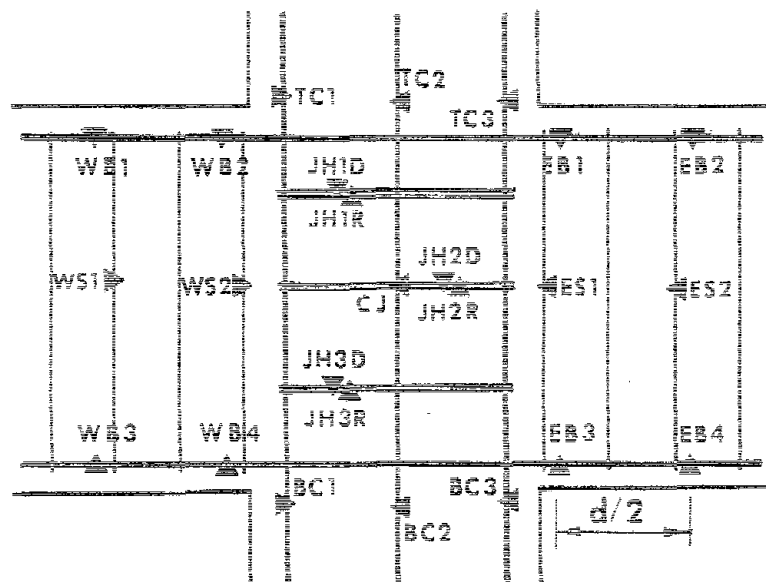 TC1
TC2
TC3
WB1
WB2
JH1D
EB1
EB2
JH1R
WS1
WS2
JH2D
CJ
JH2R
ES1
ES2
JH3D
JH3R
WB3
WB4
EB3
EB4
BC1
BC2
BC3
d/2